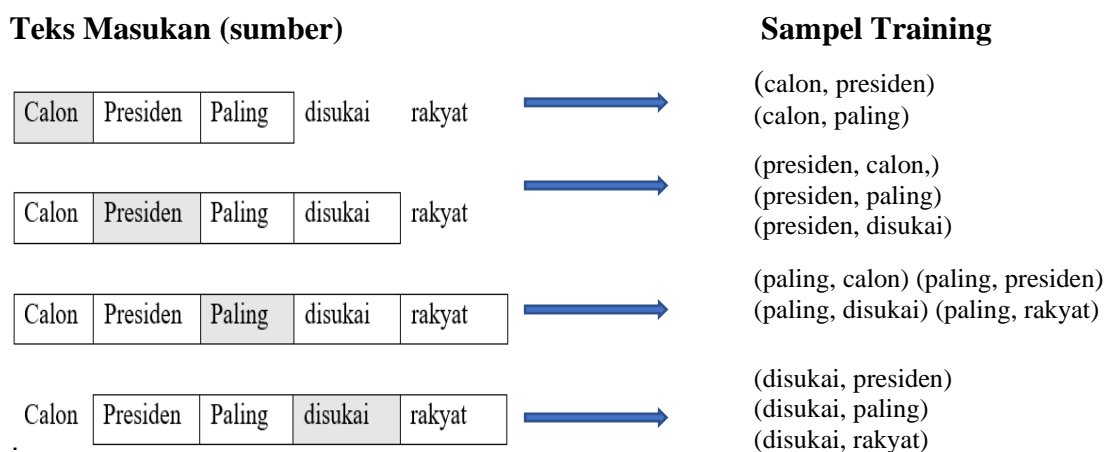 Teks Masukan (sumber)
Sampel Training
Calon Presiden Paling disukai rakyat
(calon, presiden)
(calon, paling)
Calon Presiden Paling disukai rakyat
(presiden, calon,)
(presiden, paling)
(presiden, disukai)
Calon Presiden Paling disukai rakyat
(paling, calon) (paling, presiden)
(paling, disukai) (paling, rakyat)
Calon Presiden Paling disukai rakyat
(disukai, presiden)
(disukai, paling)
(disukai, rakyat)
.